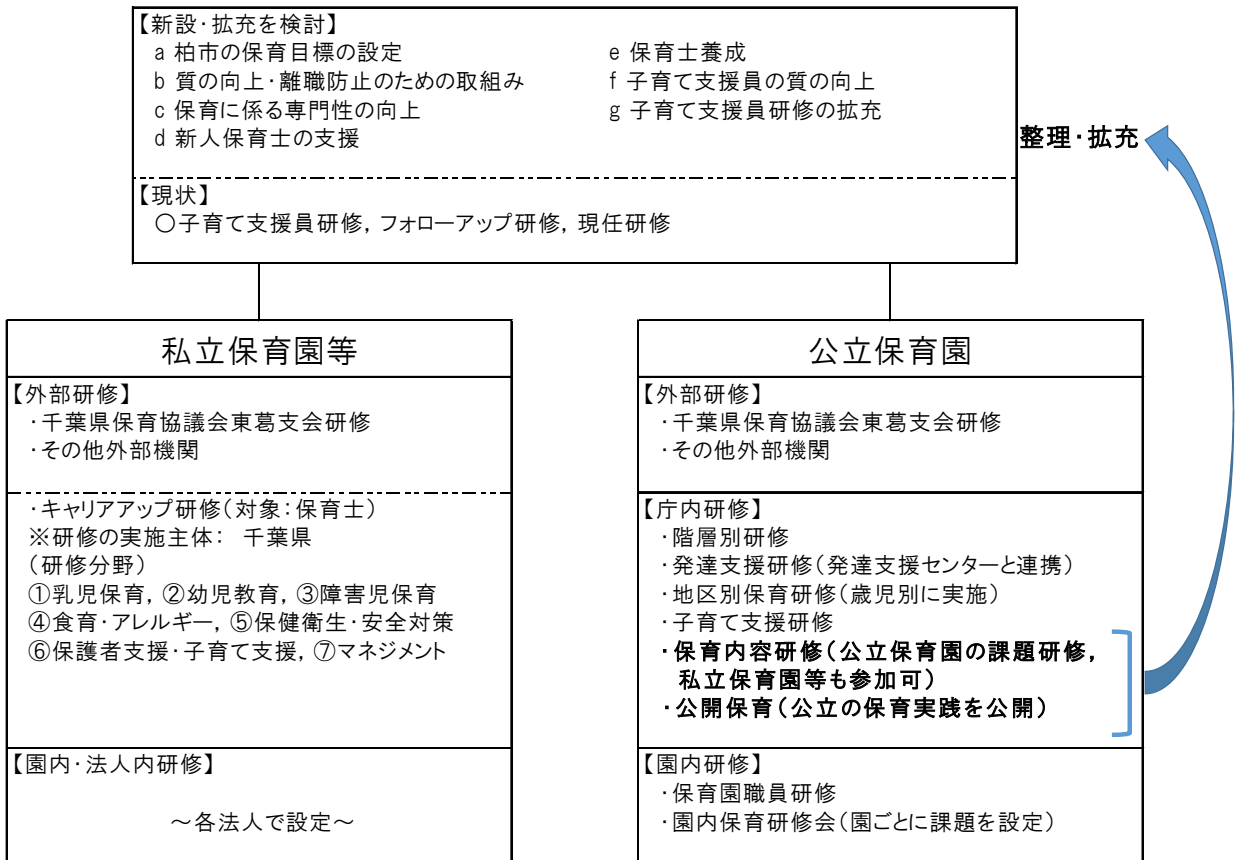 【新設・拡充を検討】
a 柏市の保育目標の設定
b 質の向上・離職防止のための取組み
c 保育に係る専門性の向上
d 新人保育士の支援
e 保育士養成
f 子育て支援員の質の向上
g 子育て支援員研修の拡充
整理・拡充
【現状】
〇子育て支援員研修，フォローアップ研修，現任研修
私立保育園等
【外部研修】
・千葉県保育協議会東葛支会研修
・その他外部機関
・キャリアアップ研修（対象：保育士）
※研修の実施主体：　千葉県
（研修分野）
①乳児保育，②幼児教育，③障害児保育
④食育・アレルギー，⑤保健衛生・安全対策
⑥保護者支援・子育て支援，⑦マネジメント
【園内・法人内研修】
～各法人で設定～
公立保育園
【外部研修】
・千葉県保育協議会東葛支会研修
・その他外部機関
【庁内研修】
・階層別研修
・発達支援研修（発達支援センターと連携）
・地区別保育研修（歳児別に実施）
・子育て支援研修
・保育内容研修（公立保育園の課題研修，
私立保育園等も参加可）
・公開保育（公立の保育実践を公開）
【園内研修】
・保育園職員研修
・園内保育研修会（園ごとに課題を設定）